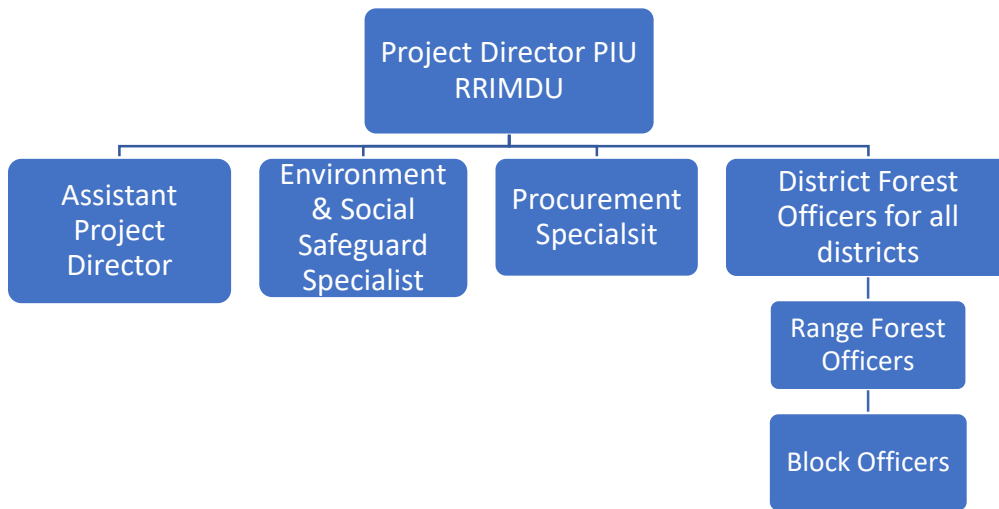 Project Director PIU
RRIMDU
Assistant
Project
Director
Environment
& Social
Safeguard
Specialist
Procurement
Specialsit
District Forest
Officers for all
districts
Range Forest
Officers
Block Officers